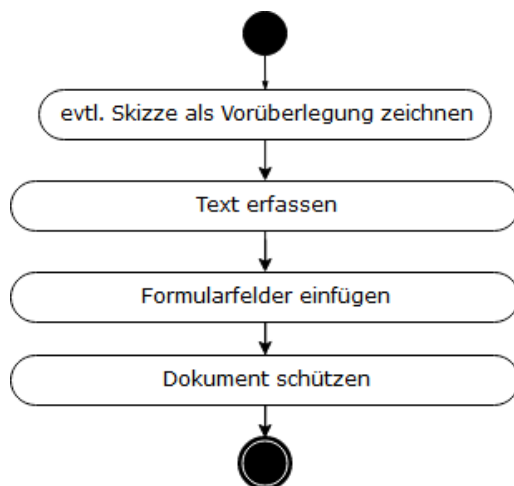 evtl. Skizze als Vorüberlegung zeichnen
Text erfassen
Formularfelder einfügen
Dokument schützen